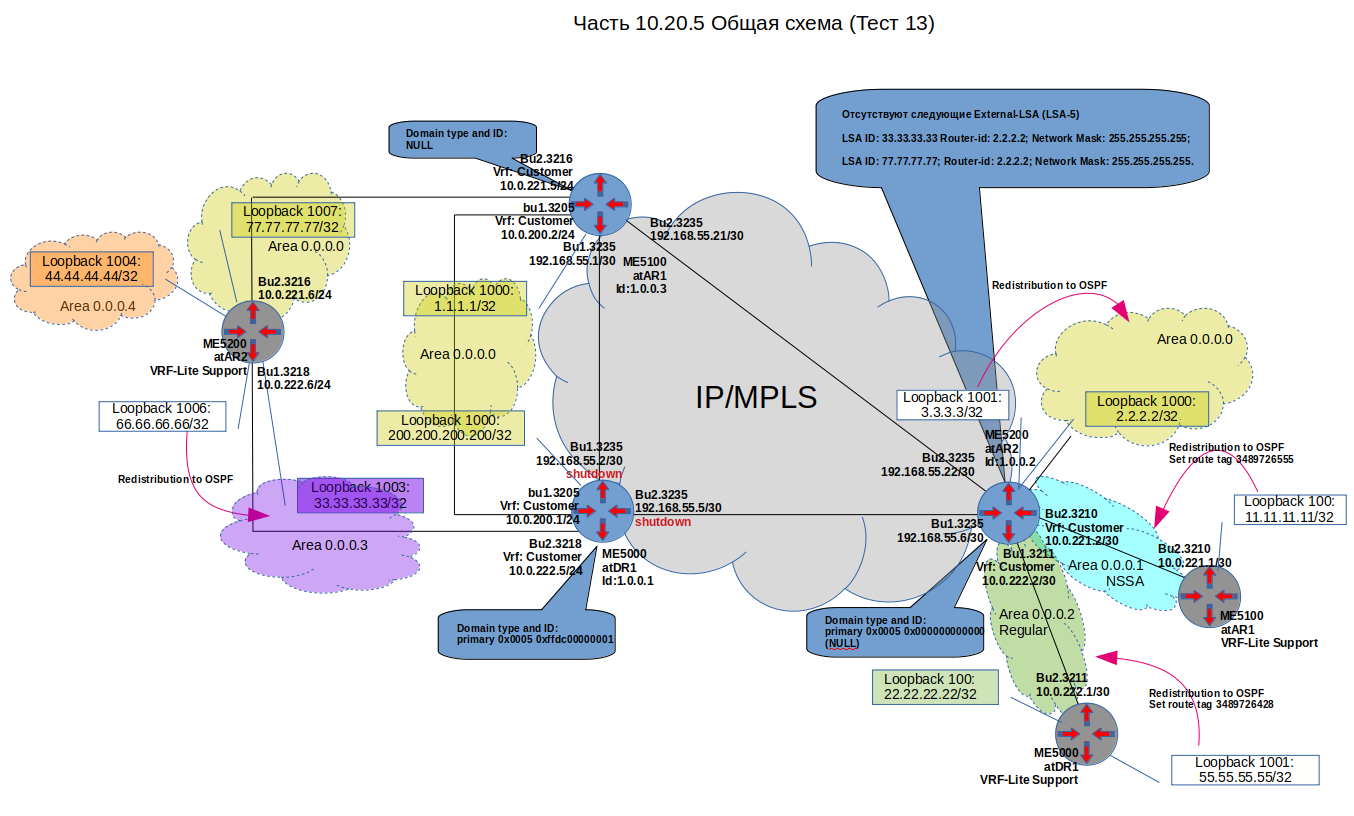 Часть 10.20.5 Общая схема (Тест 13)
Domain type and ID:
NULL
Отсутствуют следующие External-LSA (LSA-5)
LSA ID: 33.33.33.33 Router-id: 2.2.2.2; Network Mask: 255.255.255.255;
LSA ID: 77.77.77.77; Router-id: 2.2.2.2; Network Mask: 255.255.255.255.
Bu2.3216
Vrf: Customer
10.0.221.5/24
bu1.3205
Vrf: Customer
10.0.200.2/24
Bu1.3235
192.168.55.1/30
Bu2.3235
192.168.55.21/30
ME5100
atAR1
Id:1.0.0.3
Loopback 1007:
77.77.77.77/32
Area 0.0.0.0
Loopback 1004:
44.44.44.44/32
Area 0.0.0.4
Bu2.3216
10.0.221.6/24
ME5200
atAR2
VRF-Lite Support
Bu1.3218
10.0.222.6/24
Loopback 1000:
1.1.1.1/32
Area 0.0.0.0
Loopback 1000:
200.200.200.200/32
IP/MPLS
Redistribution to OSPF
Area 0.0.0.0
Loopback 1001:
3.3.3.3/32
Loopback 1000:
2.2.2.2/32
Loopback 1006:
66.66.66.66/32
Redistribution to OSPF
Loopback 1003:
33.33.33.33/32
Area 0.0.0.3
Bu1.3235
192.168.55.2/30
shutdown
bu1.3205
Vrf: Customer
10.0.200.1/24
Bu2.3235
192.168.55.5/30
shutdown
Bu2.3218
Vrf: Customer
10.0.222.5/24
ME5000
atDR1
Id:1.0.0.1
Domain type and ID:
primary 0x0005 0xffdc00000001
ME5200
atAR2
Id:1.0.0.2
Bu2.3235
192.168.55.22/30
Bu1.3235
192.168.55.6/30
Redistribution to OSPF
Set route tag 3489726555
Loopback 100:
11.11.11.11/32
Bu2.3210
Vrf: Customer
10.0.221.2/30
Bu2.3210
10.0.221.1/30
Bu1.3211
Vrf: Customer
10.0.222.2/30
Area 0.0.0.1
NSSA
ME5100
atAR1
VRF-Lite Support
Area 0.0.0.2
Regular
Domain type and ID:
primary 0x0005 0x000000000000
(NULL)
Loopback 100:
22.22.22.22/32
Bu2.3211
10.0.222.1/30
Redistribution to OSPF
Set route tag 3489726428
ME5000
atDR1
VRF-Lite Support
Loopback 1001:
55.55.55.55/32